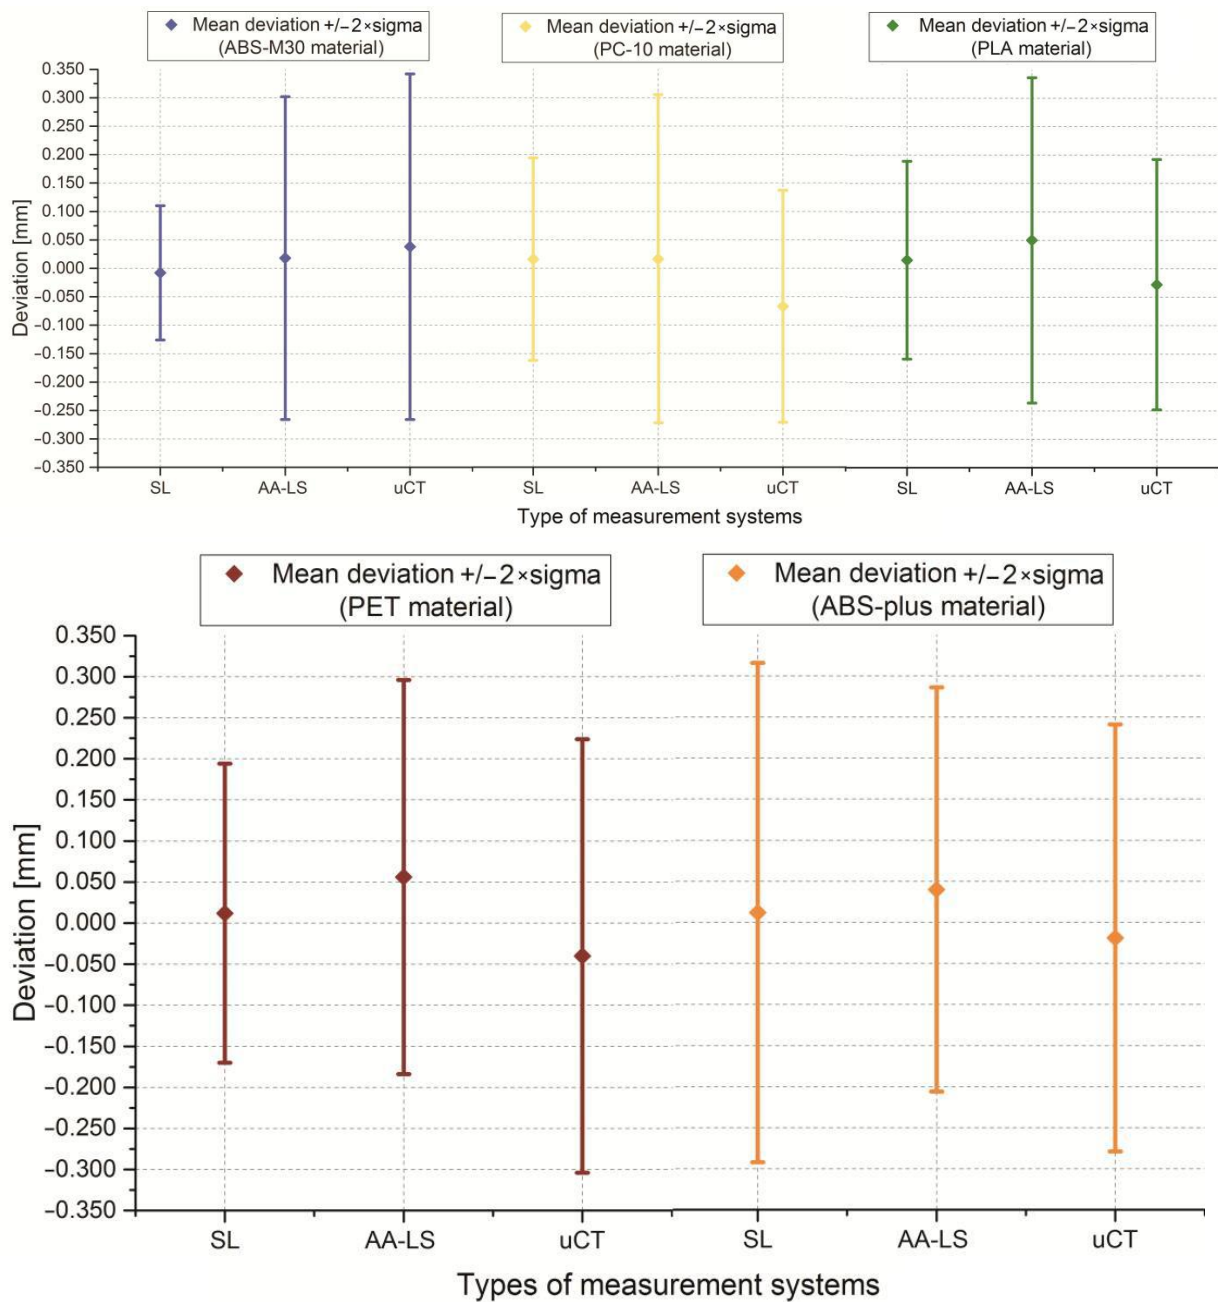 Mean deviation +/−2×sigma
(ABS-M30 material)
Mean deviation +/−2×sigma
(PC-10 material)
Mean deviation +/−2×sigma
(PLA material)
Deviation [mm]
0.350
0.300
0.250
0.200
0.150
0.100
0.050
0.000
−0.050
−0.100
−0.150
−0.200
−0.250
−0.300
−0.350
SL
AA-LS
uCT
SL
AA-LS
uCT
SL
AA-LS
uCT
Type of measurement systems
Mean deviation +/−2×sigma
(PET material)
Mean deviation +/−2×sigma
(ABS-plus material)
Deviation [mm]
0.350
0.300
0.250
0.200
0.150
0.100
0.050
0.000
−0.050
−0.100
−0.150
−0.200
−0.250
−0.300
−0.350
SL
AA-LS
uCT
SL
AA-LS
uCT
Types of measurement systems